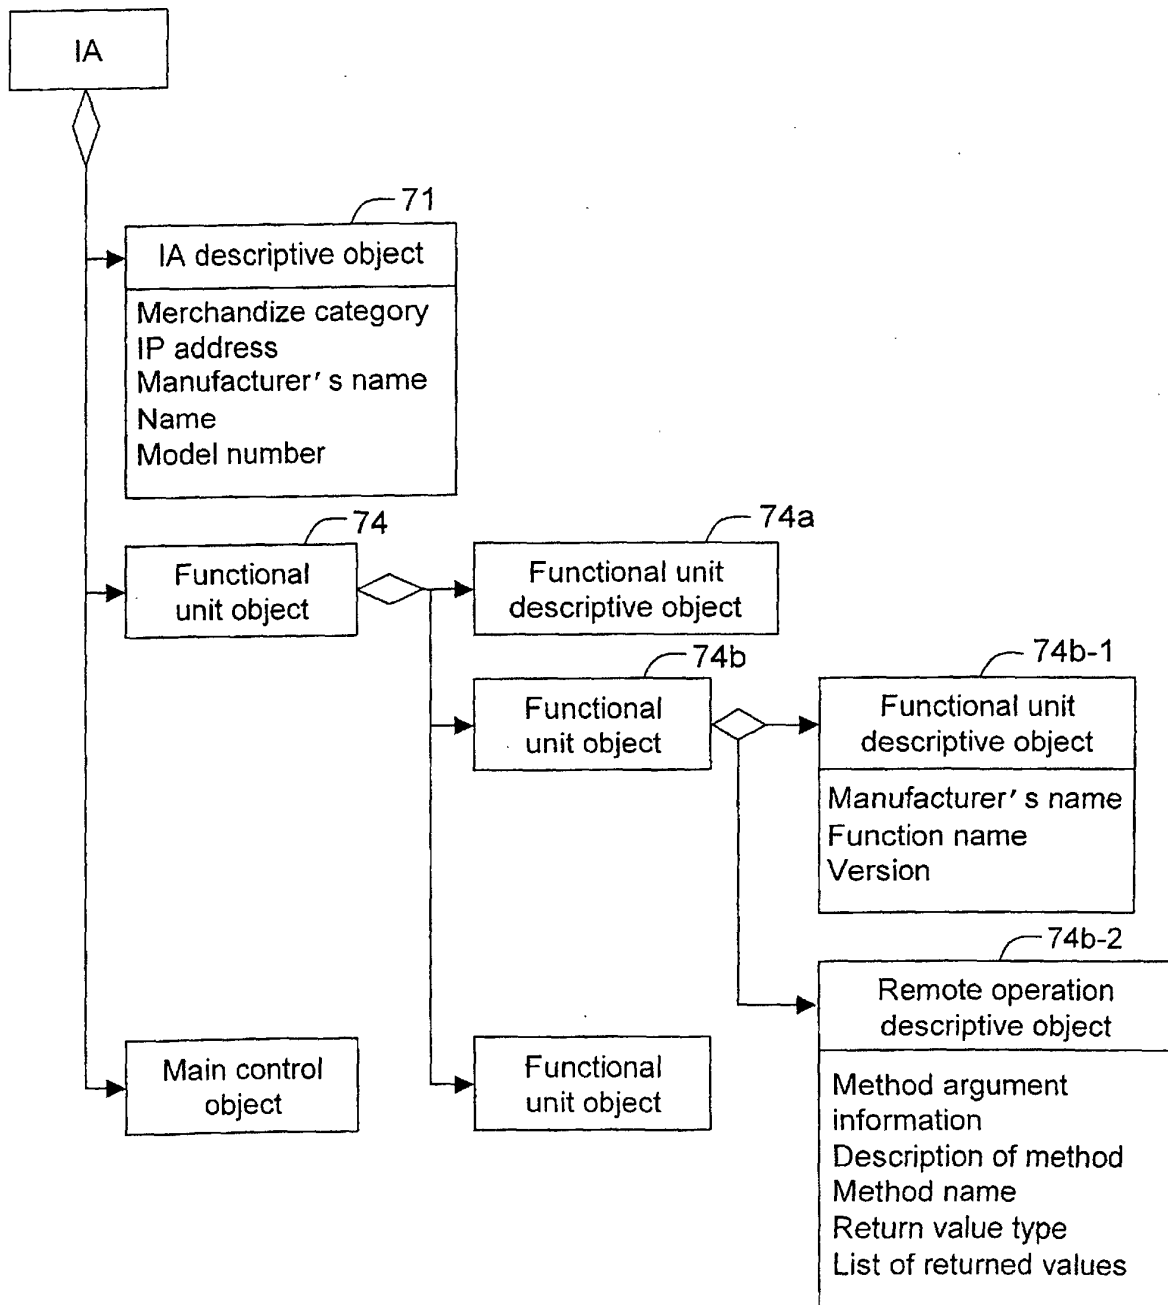 IA
71
IA descriptive object
Merchandize category
IP address
Manufacturer's name
Name
Model number
74
Functional
unit object
74a
Functional unit
descriptive object
74b
Functional
unit object
74b-1
Functional unit
descriptive object
Manufacturer's name
Function name
Version
74b-2
Remote operation
descriptive object
Method argument
information
Description of method
Method name
Return value type
List of returned values
Main control
object
Functional
unit object